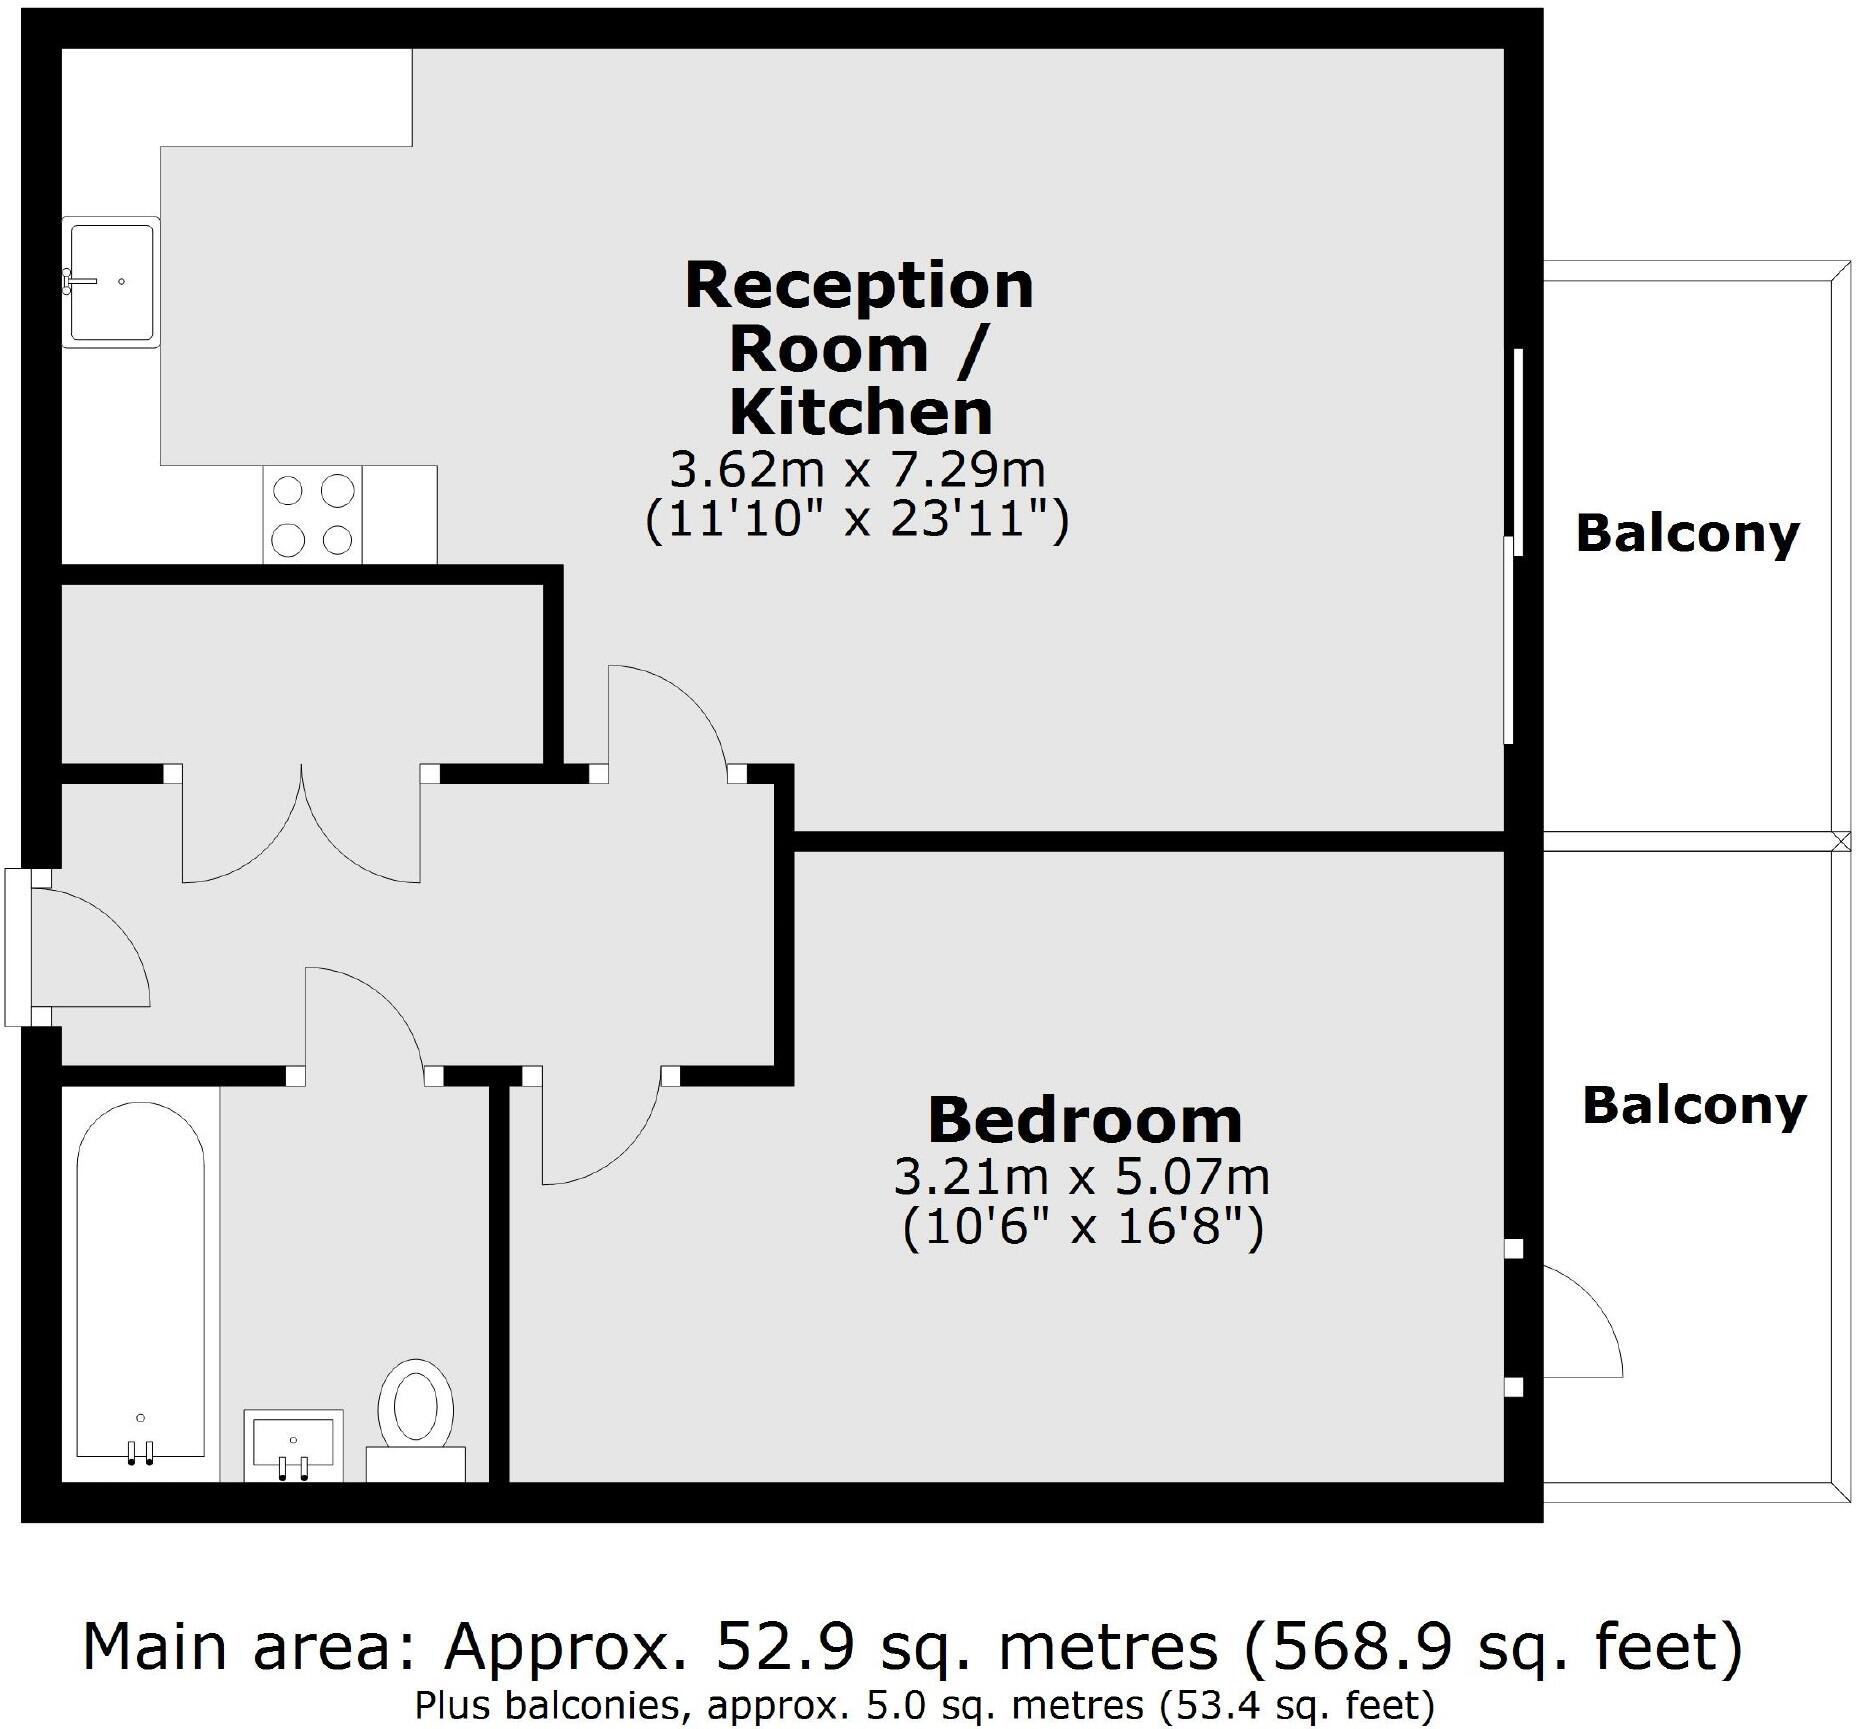 Reception
Room /
Kitchen
3.62m x 7.29m
(11'10" x 23'11")
Balcony
Bedroom
3.21m x 5.07m
(10'6" x 16'8")
Balcony
Main area: Approx. 52.9 sq. metres (568.9 sq. feet)
Plus balconies, approx. 5.0 sq. metres (53.4 sq. feet)